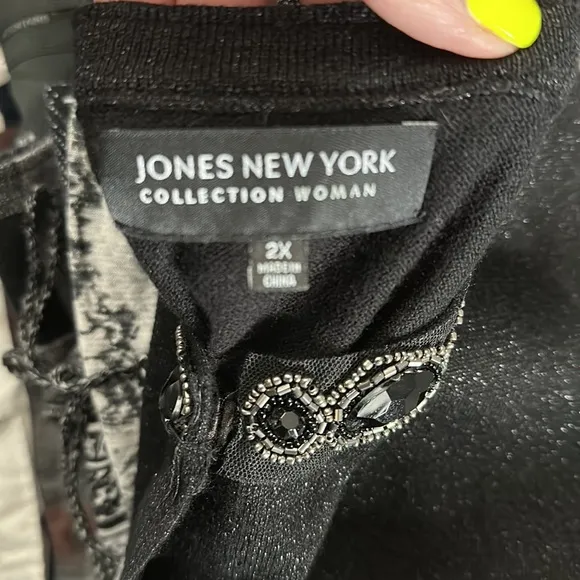 JONES NEW YORK
COLLECTION WOMAN
2X
MADE IN
CHINA